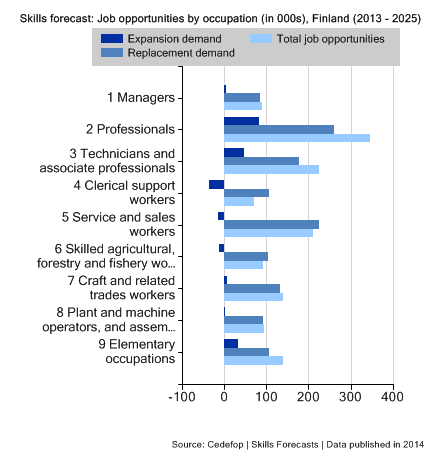 Skills forecast: Job opportunities by occupation (in 000s), Finland (2013 - 2025)
Expansion demand
Total job opportunities
Replacement demand
1 Managers
2 Professionals
3 Technicians and
associate professionals
4 Clerical support
workers
5 Service and sales
workers
6 Skilled agricultural,
forestry and fishery wo...
7 Craft and related
trades workers
8 Plant and machine
operators, and assem...
9 Elementary
occupations
-100 0 100 200 300 400
Source: Cedefop | Skills Forecasts | Data published in 2014